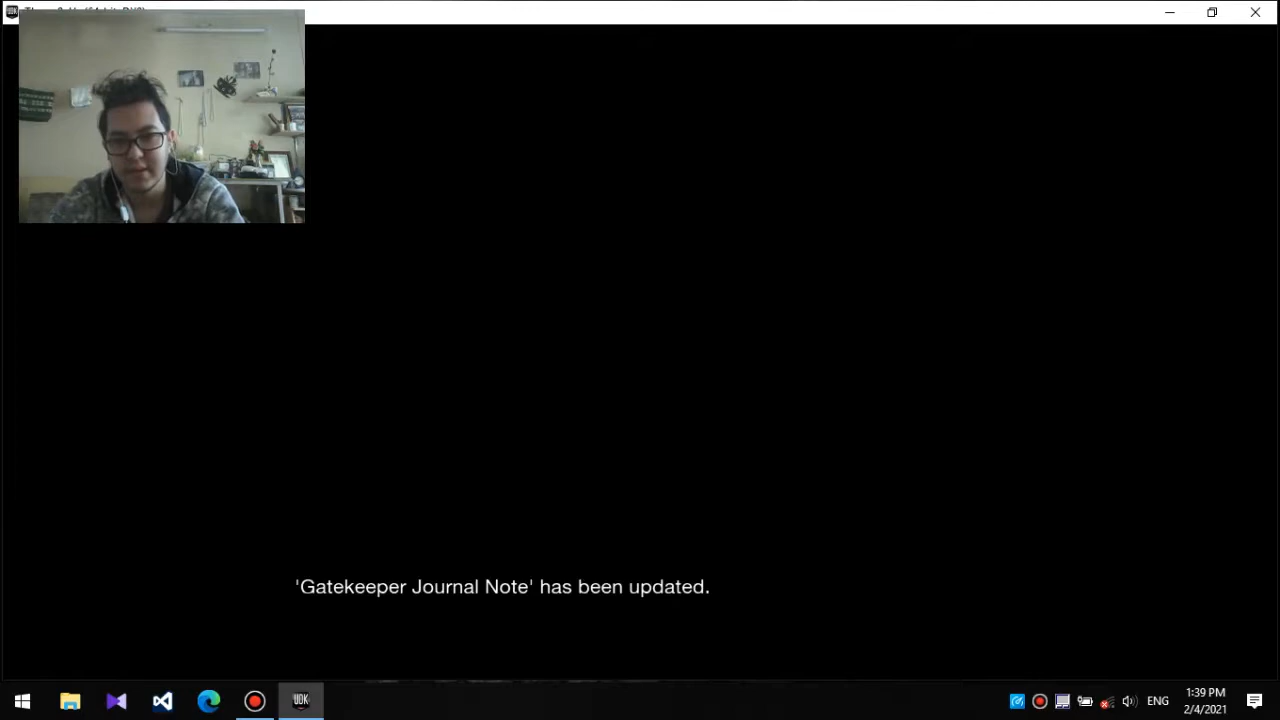 'Gatekeeper Journal Note' has been updated.
UDK
ENG
1:39 PM
2/4/2021